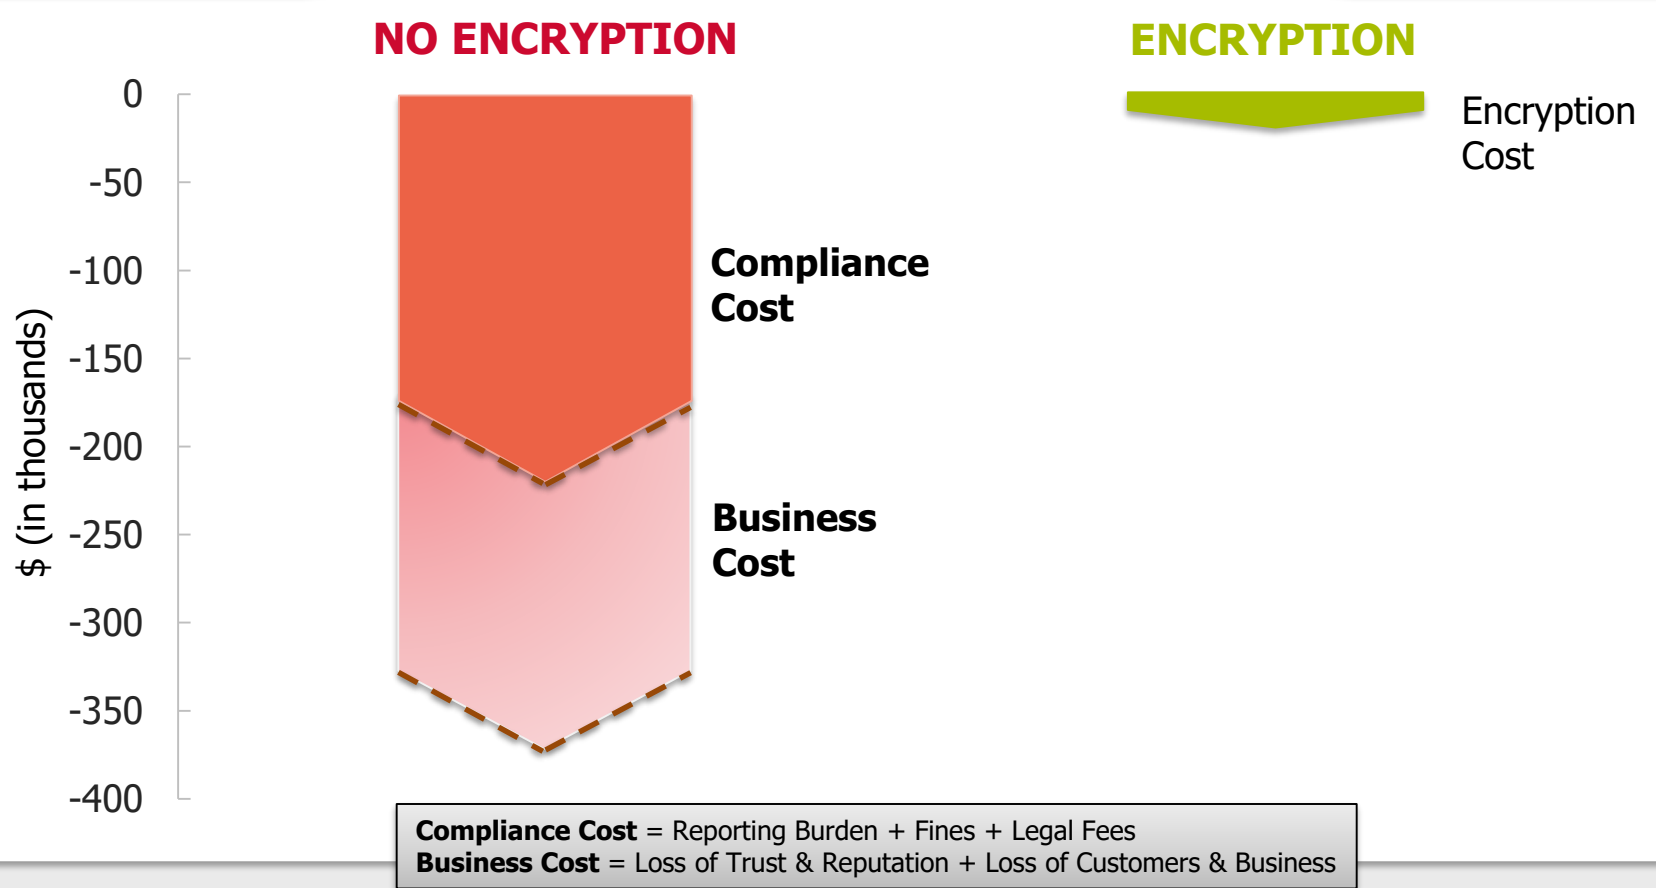 NO ENCRYPTION
ENCRYPTION
0
-50
-100
-150
-200
-250
-300
-350
-400
$ (in thousands)
Compliance
Cost
Business
Cost
Encryption
Cost
Compliance Cost = Reporting Burden + Fines + Legal Fees
Business Cost = Loss of Trust & Reputation + Loss of Customers & Business